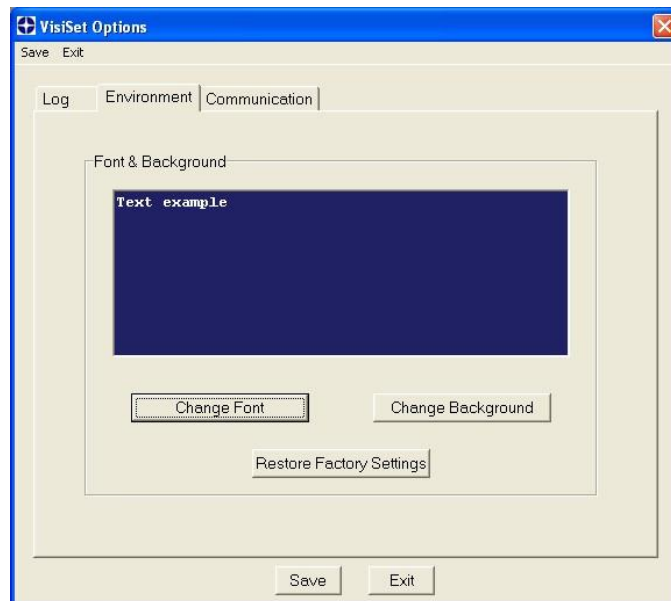 VisiSet Options
Save Exit
Log Environment Communication
Font & Background
Text example
Change Font Change Background
Restore Factory Settings
Save Exit